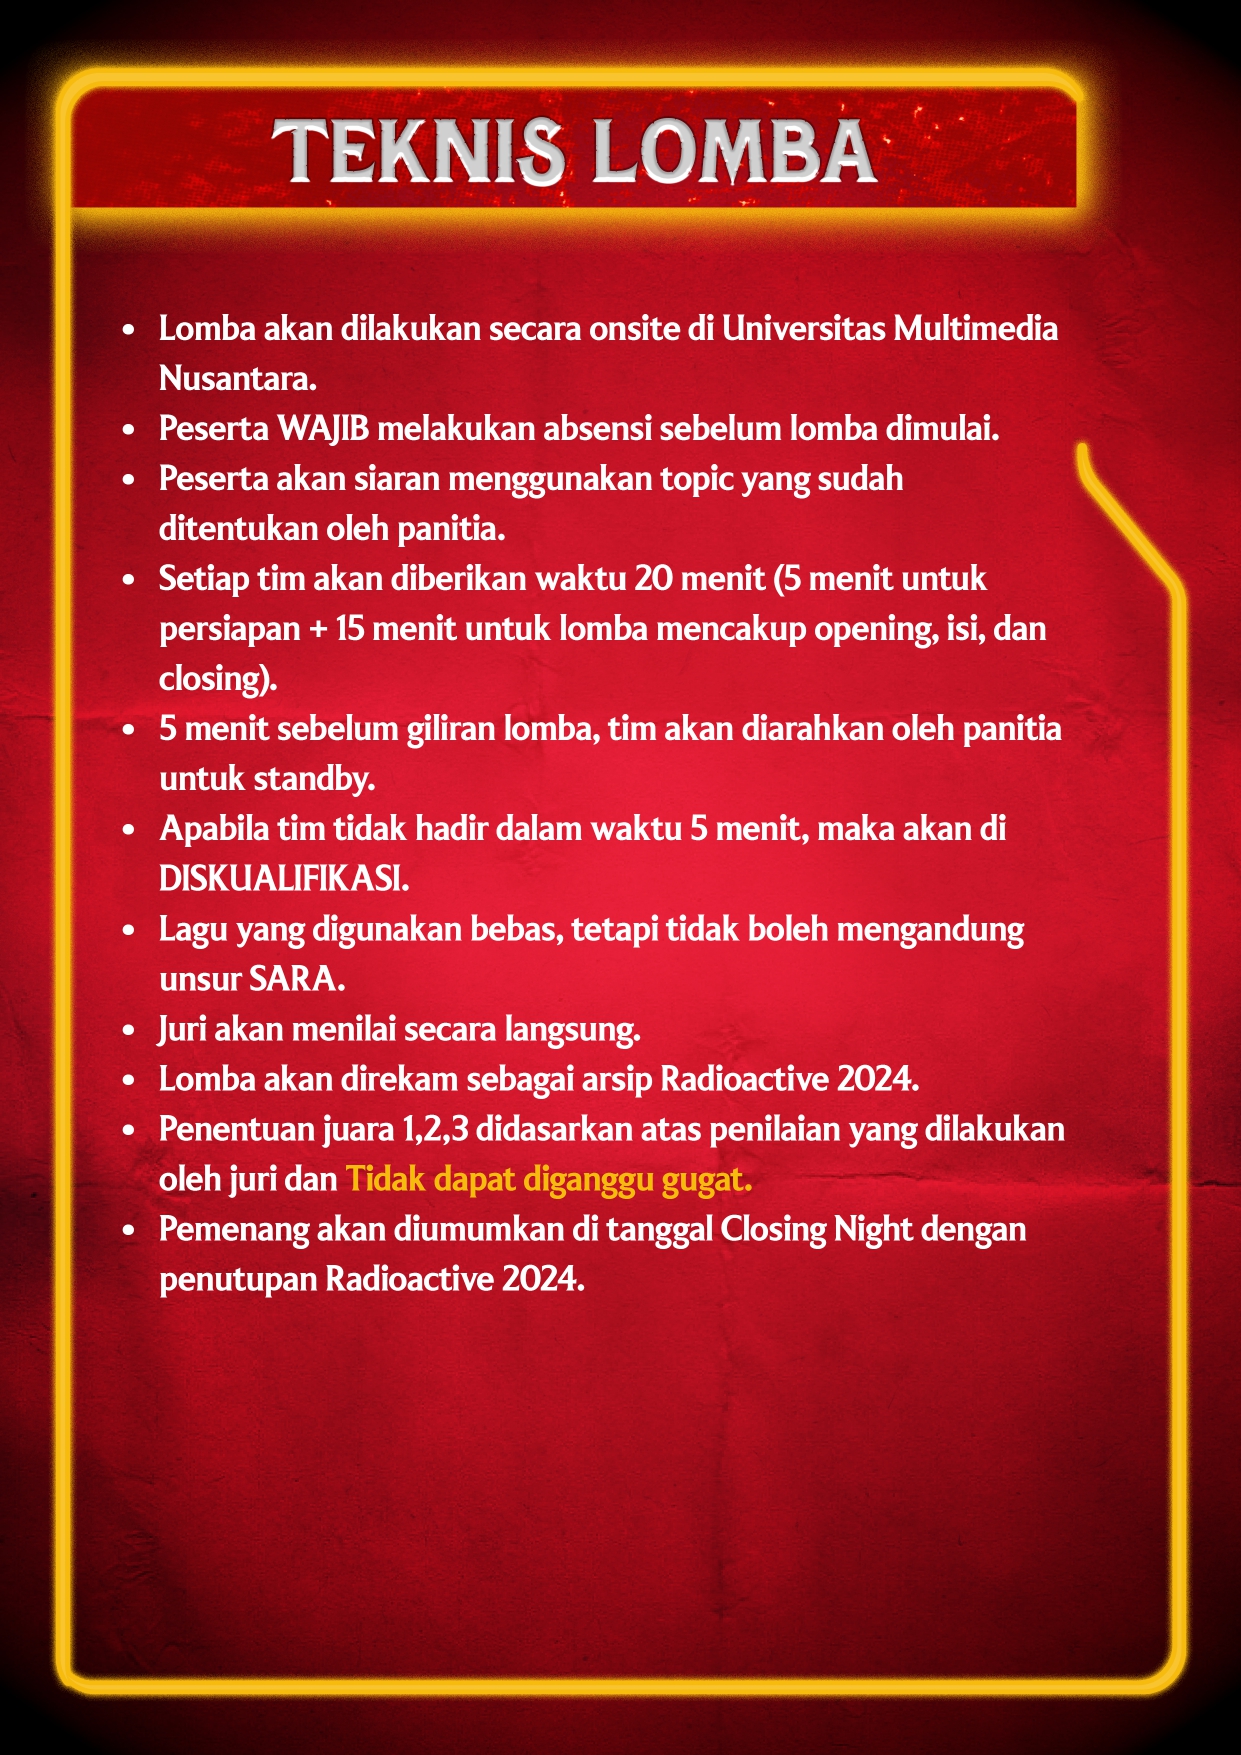 TEKNIS LOMBA
• Lomba akan dilakukan secara onsite di Universitas Multimedia
Nusantara.
• Peserta WAJIB melakukan absensi sebelum lomba dimulai.
• Peserta akan siaran menggunakan topic yang sudah
ditentukan oleh panitia.
• Setiap tim akan diberikan waktu 20 menit (5 menit untuk
persiapan + 15 menit untuk lomba mencakup opening, isi, dan
closing).
• 5 menit sebelum giliran lomba, tim akan diarahkan oleh panitia
untuk standby.
• Apabila tim tidak hadir dalam waktu 5 menit, maka akan di
DISKUALIFIKASI.
• Lagu yang digunakan bebas, tetapi tidak boleh mengandung
unsur SARA.
• Juri akan menilai secara langsung.
• Lomba akan direkam sebagai arsip Radioactive 2024.
• Penentuan juara 1,2,3 didasarkan atas penilaian yang dilakukan
oleh juri dan Tidak dapat diganggu gugat.
• Pemenang akan diumumkan di tanggal Closing Night dengan
penutupan Radioactive 2024.